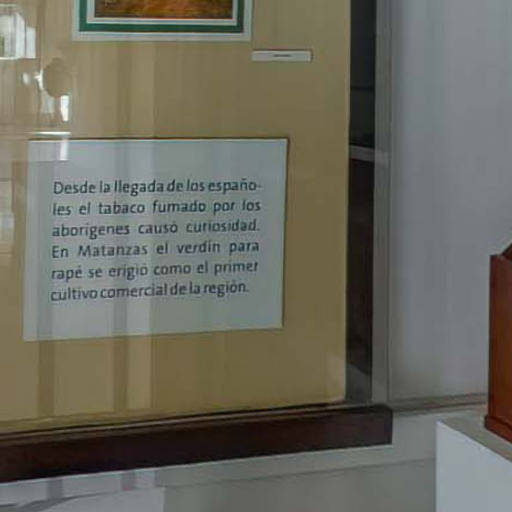 Desde la llegada de los españo-
les el tabaco fumado por los
aborígenes causó curiosidad.
En Matanzas el verdín para
rapé se erigió como el primer
cultivo comercial de la región.